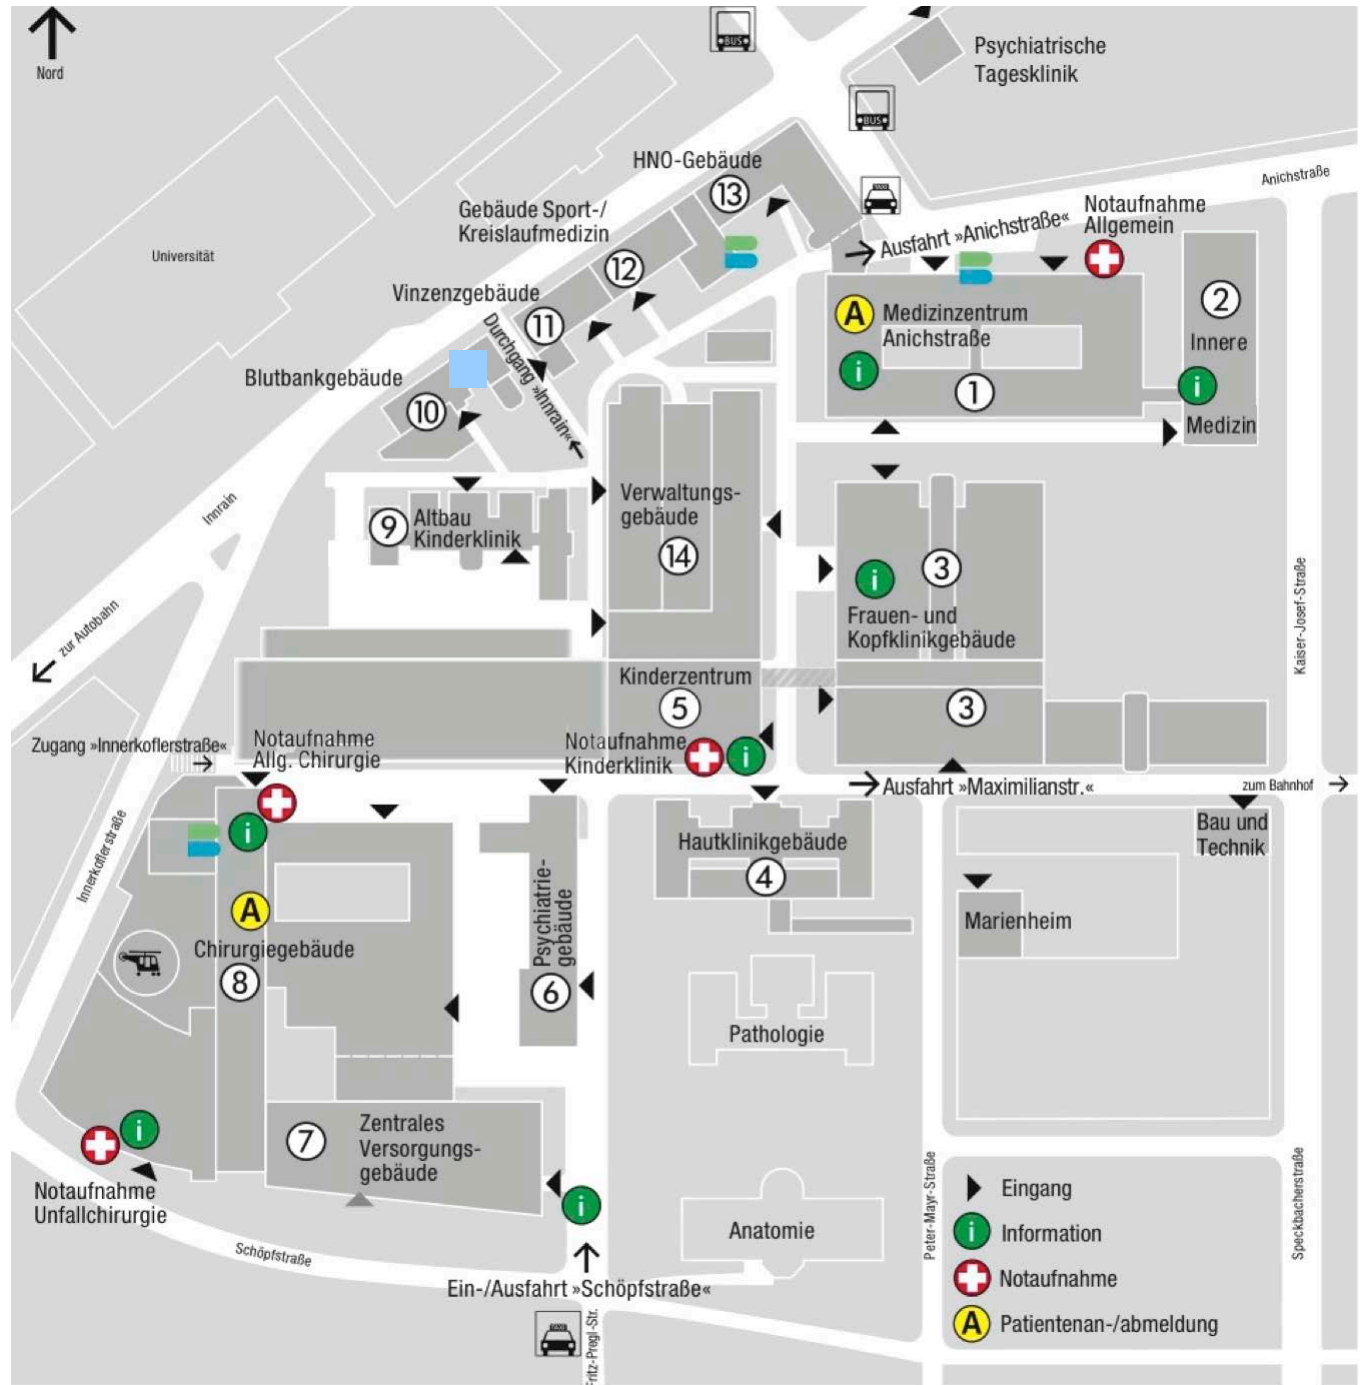 Nord
BUS
Psychiatrische
Tagesklinik
BUS
HNO-Gebäude
13
TAXI
Anichstraße
Notaufnahme
Allgemein
Gebäude Sport-/
Kreislaufmedizin
12
Ausfahrt »Anichstraße«
Universität
Vinzenzgebäude
11
Durchgang »Innrain«
A
Medizinzentrum
Anichstraße
i
1
2
Innere
i
Medizin
Blutbankgebäude
10
Innrain
zur Autobahn
9
Altbau
Kinderklinik
Verwaltungs-
gebäude
14
3
i
Frauen- und
Kopfklinikgebäude
Kaiser-Josef-Straße
Kinderzentrum
5
3
Zugang »Innerkoflerstraße«
Notaufnahme
Allg. Chirurgie
Notaufnahme
Kinderklinik
i
Ausfahrt »Maximilianstr.«
zum Bahnhof
Innerkoflerstraße
i
A
Chirurgiegebäude
8
Psychiatrie-
gebäude
6
Hautklinikgebäude
4
Bau und
Technik
Marienheim
Pathologie
i
Notaufnahme
Unfallchirurgie
7
Zentrales
Versorgungs-
gebäude
i
Schöpfstraße
Ein-/Ausfahrt »Schöpfstraße«
TAXI
Fritz-Pregl-Str.
Anatomie
Peter-Mayr-Straße
Speckbacherstraße
Eingang
i Information
Notaufnahme
A Patientenan-/abmeldung